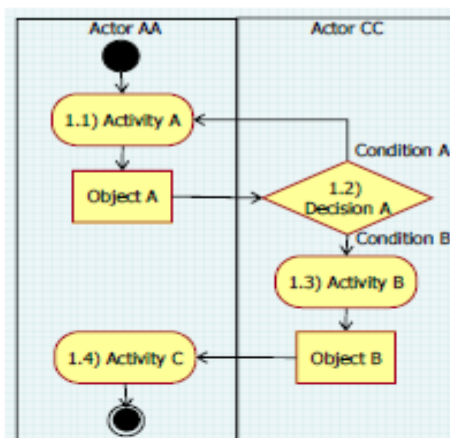 Actor AA
Actor CC
1.1) Activity A
Condition A
Object A
1.2)
Decision A
Condition B
1.3) Activity B
1.4) Activity C
Object B